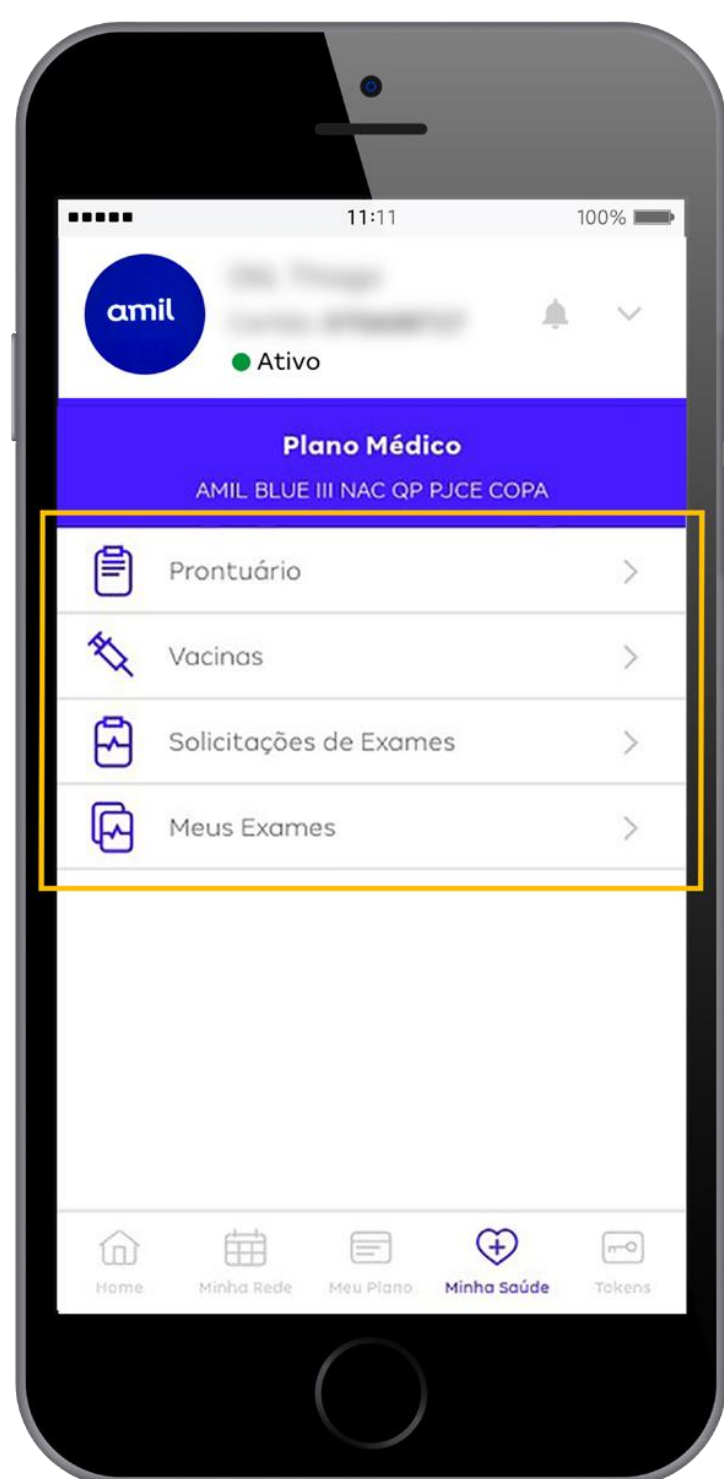 11:11
100%
amil
Ativo
Plano Médico
AMIL BLUE III NAC QP PJCE COPA
Prontuário
Vacinas
Solicitações de Exames
Meus Exames
Home
Minha Rede
Meu Plano
Minha Saúde
Tokens